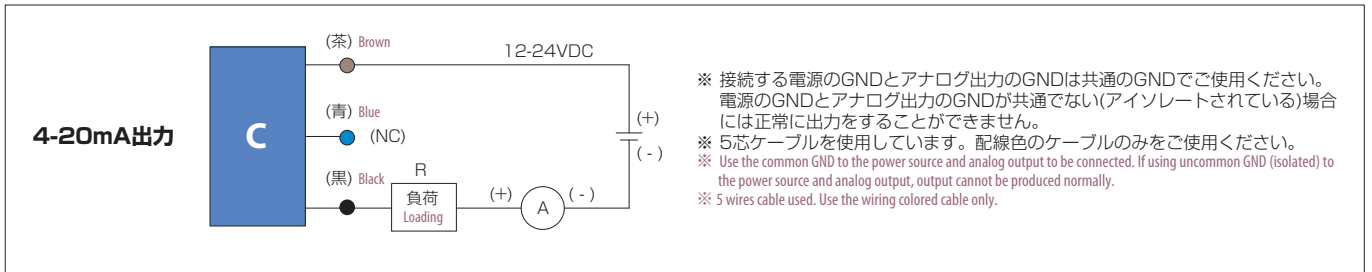 4-20mA出力
C
(茶) Brown
12-24VDC
(青) Blue
(NC)
(黒) Black
R
負荷
Loading
(+)
A
( - )
(+)
( - )
※ 接続する電源のGNDとアナログ出力のGNDは共通のGNDでご使用ください。
電源のGNDとアナログ出力のGNDが共通でない(アイソレートされている)場合
には正常に出力をすることができません。
※ 5芯ケーブルを使用しています。配線色のケーブルのみをご使用ください。
※ Use the common GND to the power source and analog output to be connected. If using uncommon GND (isolated) to
the power source and analog output, output cannot be produced normally.
※ 5 wires cable used. Use the wiring colored cable only.